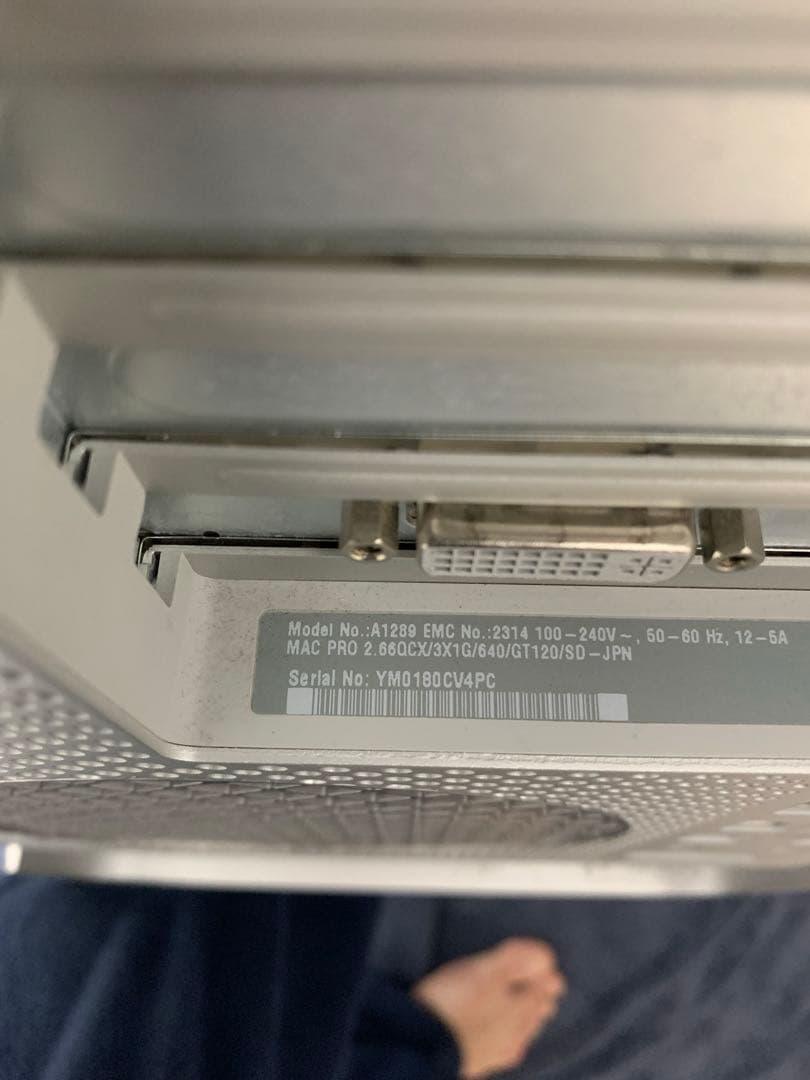 Model No.:A1289 EMC No.:2314 100-240V~, 50-60 Hz, 12-5A
MAC PRO 2.66QCX/3X1G/640/GT120/SD-JPN
Serial No: YM0180CV4PC